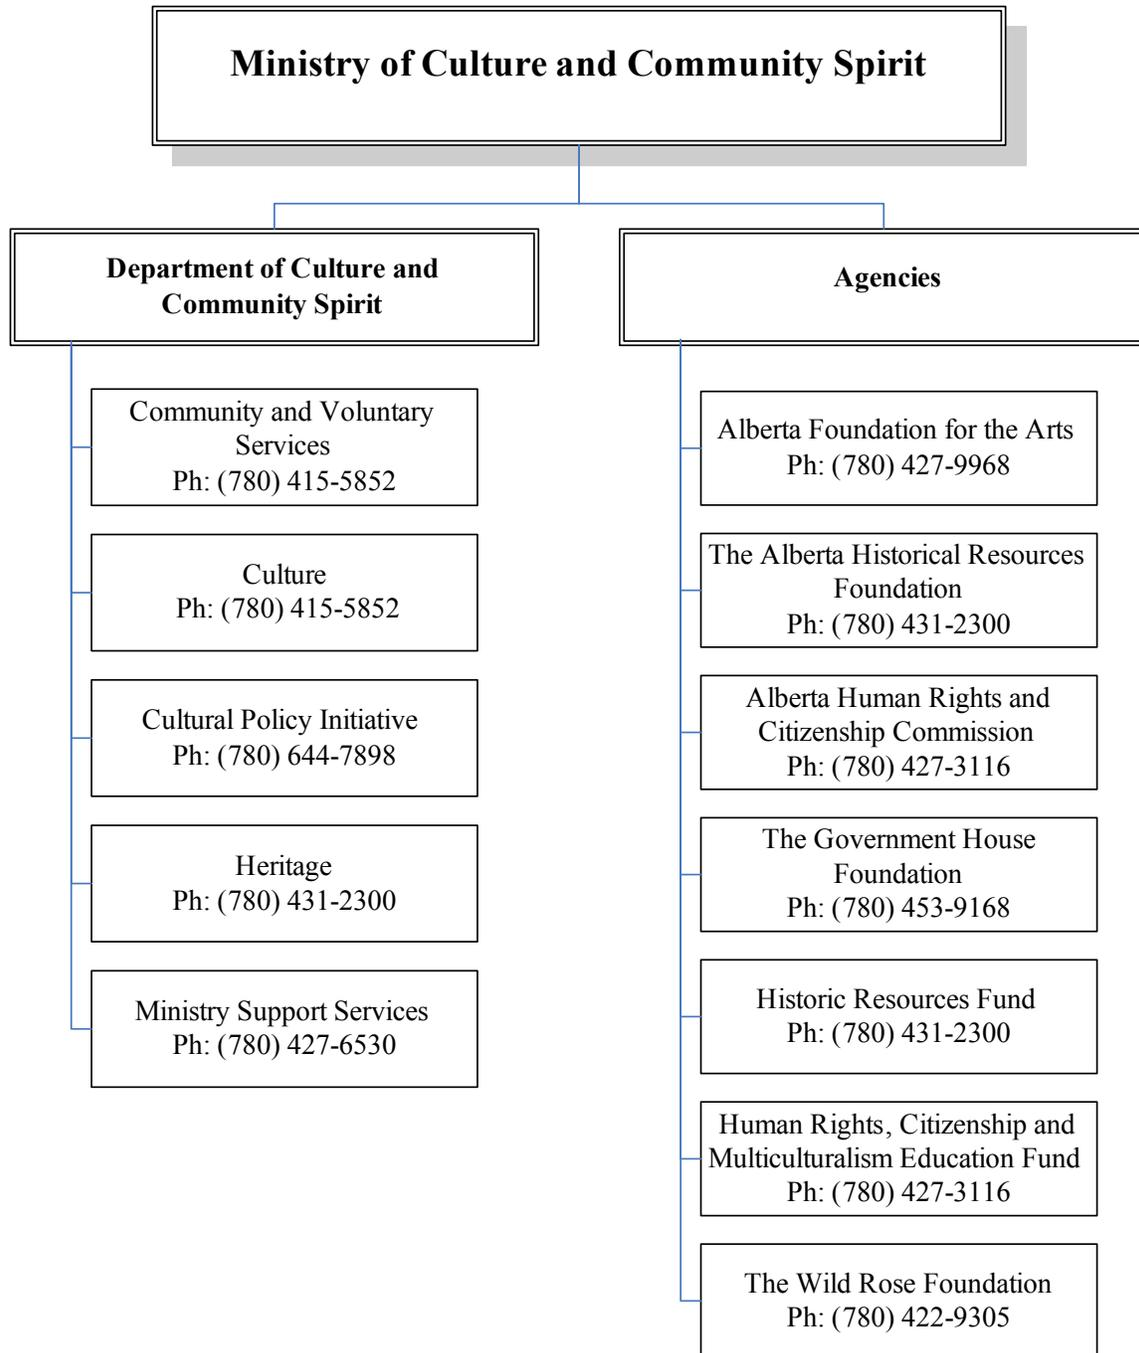 Ministry of Culture and Community Spirit
Department of Culture and
Community Spirit
Community and Voluntary
Services
Ph: (780) 415-5852
Culture
Ph: (780) 415-5852
Cultural Policy Initiative
Ph: (780) 644-7898
Heritage
Ph: (780) 431-2300
Ministry Support Services
Ph: (780) 427-6530
Agencies
Alberta Foundation for the Arts
Ph: (780) 427-9968
The Alberta Historical Resources
Foundation
Ph: (780) 431-2300
Alberta Human Rights and
Citizenship Commission
Ph: (780) 427-3116
The Government House
Foundation
Ph: (780) 453-9168
Historic Resources Fund
Ph: (780) 431-2300
Human Rights, Citizenship and
Multiculturalism Education Fund
Ph: (780) 427-3116
The Wild Rose Foundation
Ph: (780) 422-9305